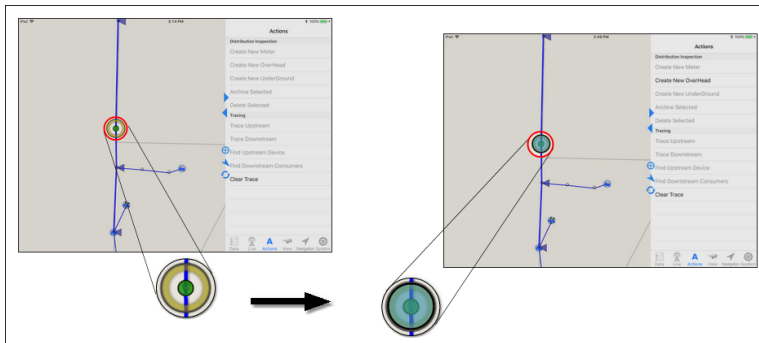 iPad
2:14 PM
100%
Actions
Distribution Inspection
Create New Meter
Create New OverHead
Create New UnderGround
Archive Selected
Delete Selected
Tracing
Trace Upstream
Trace Downstream
Find Upstream Device
Find Downstream Consumers
Clear Trace
Data Live Actions View Navigation System
iPad
2:49 PM
100%
Actions
Distribution Inspection
Create New Meter
Create New OverHead
Create New UnderGround
Archive Selected
Delete Selected
Tracing
Trace Upstream
Trace Downstream
Find Upstream Device
Find Downstream Consumers
Clear Trace
Data Live Actions View Navigation System